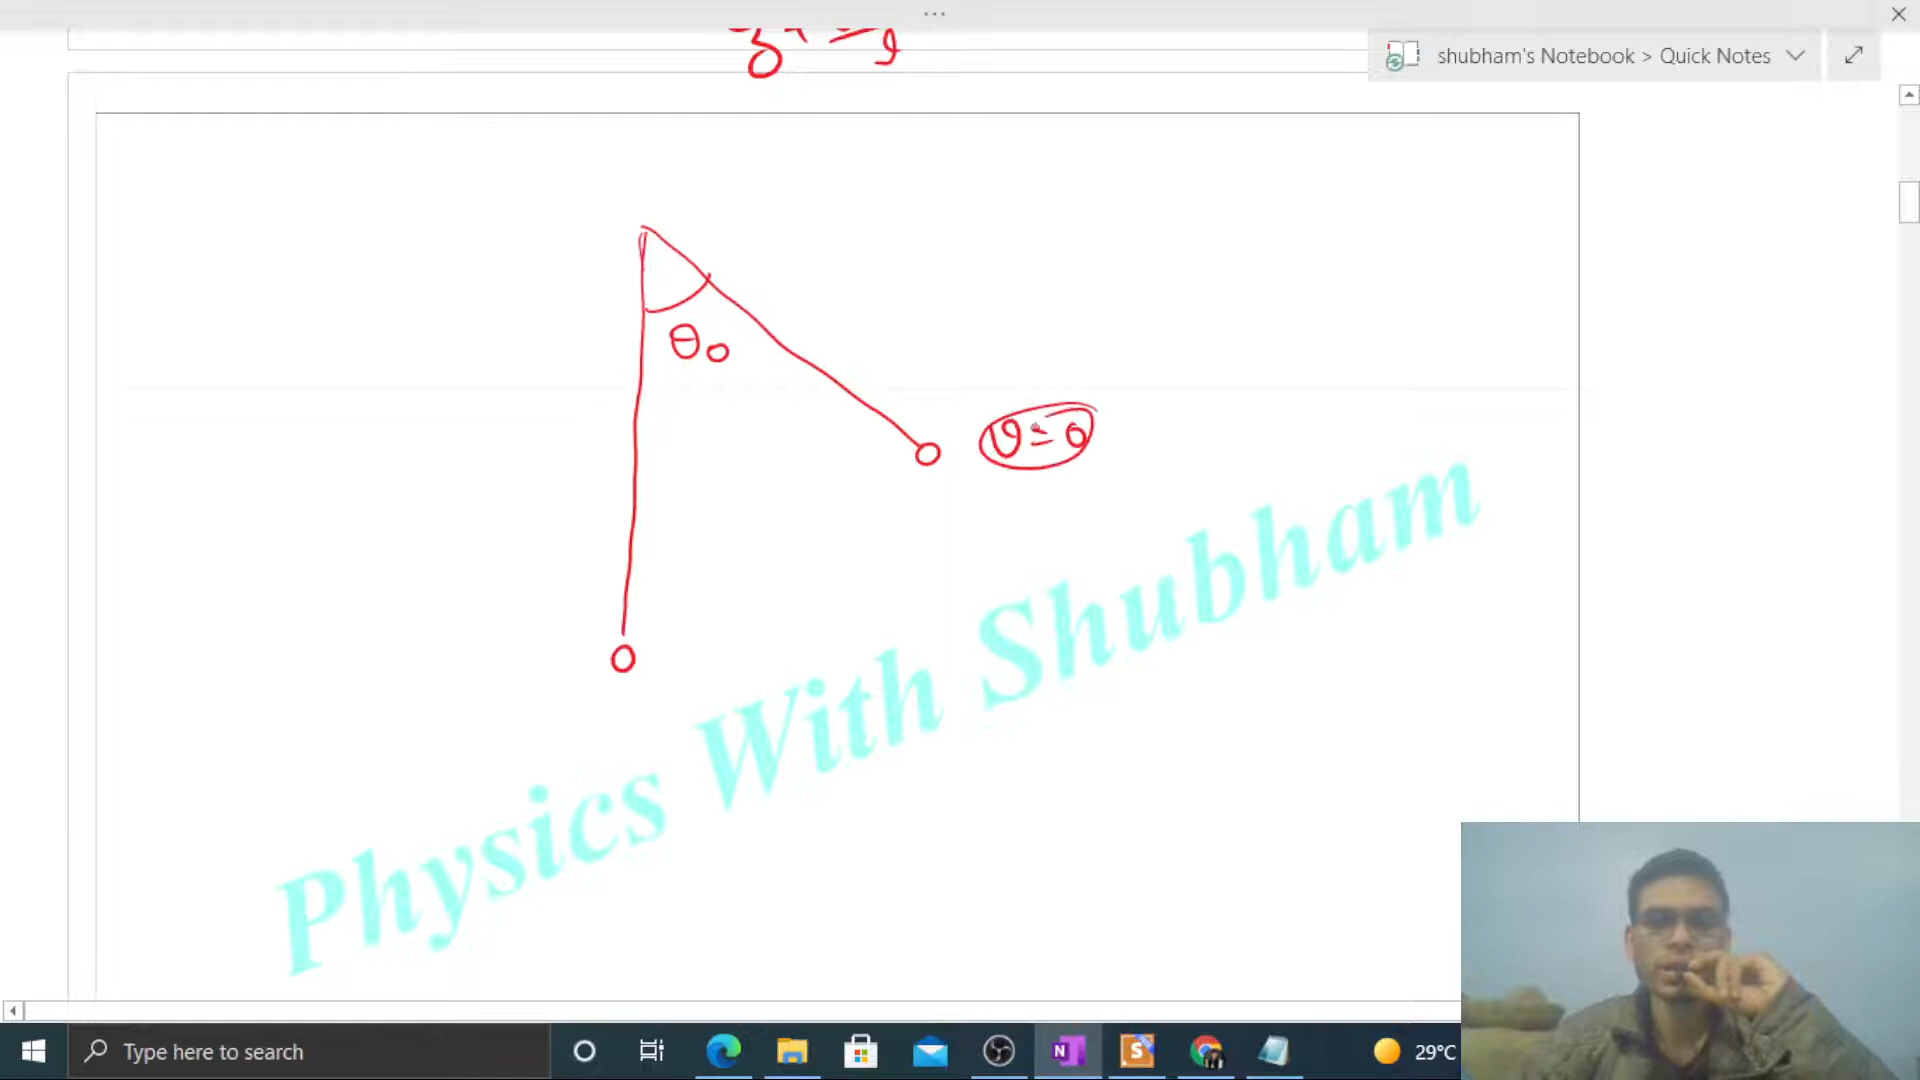 ...
shubham's Notebook > Quick Notes
θ₀
v = 0
Physics With Shubham
Type here to search
29°C